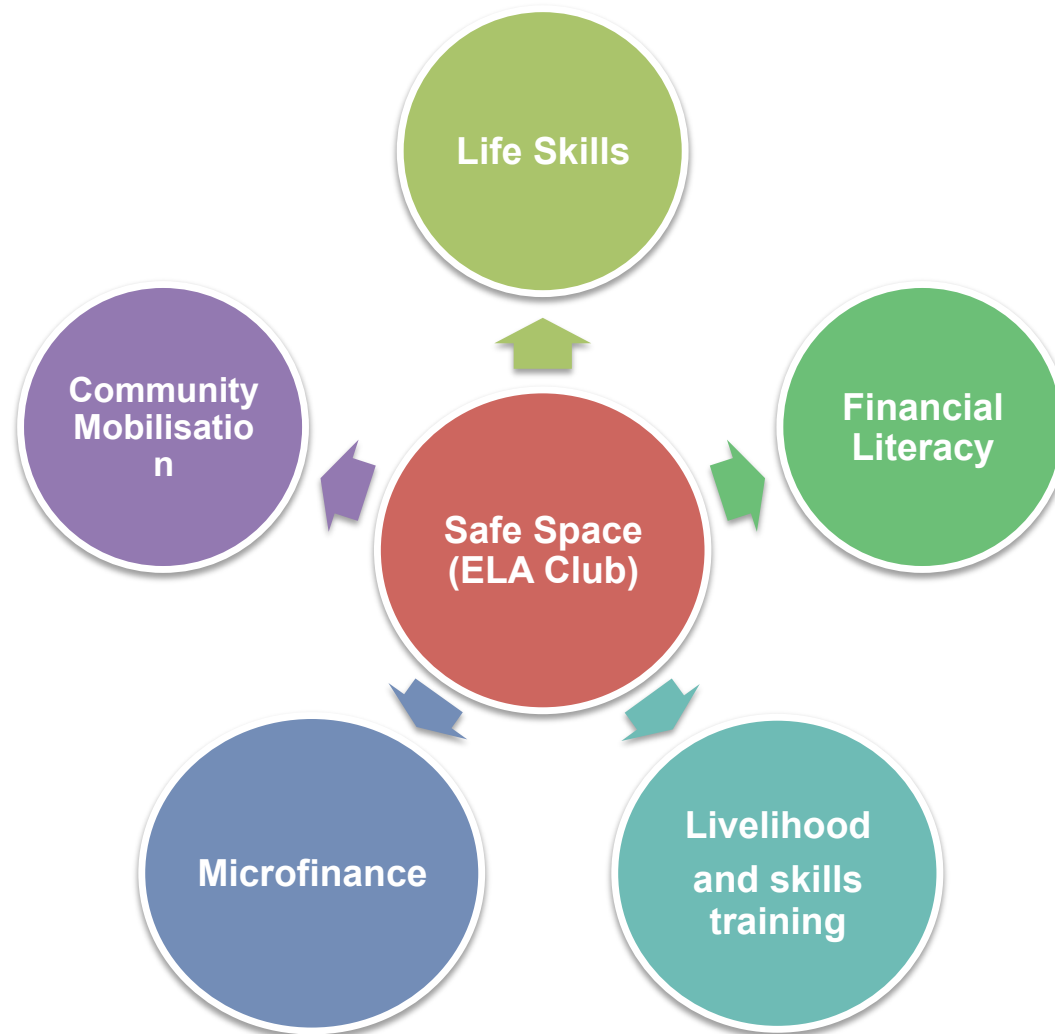 Life Skills
Community
Mobilisatio
n
Financial
Literacy
Safe Space
(ELA Club)
Microfinance
Livelihood
and skills
training